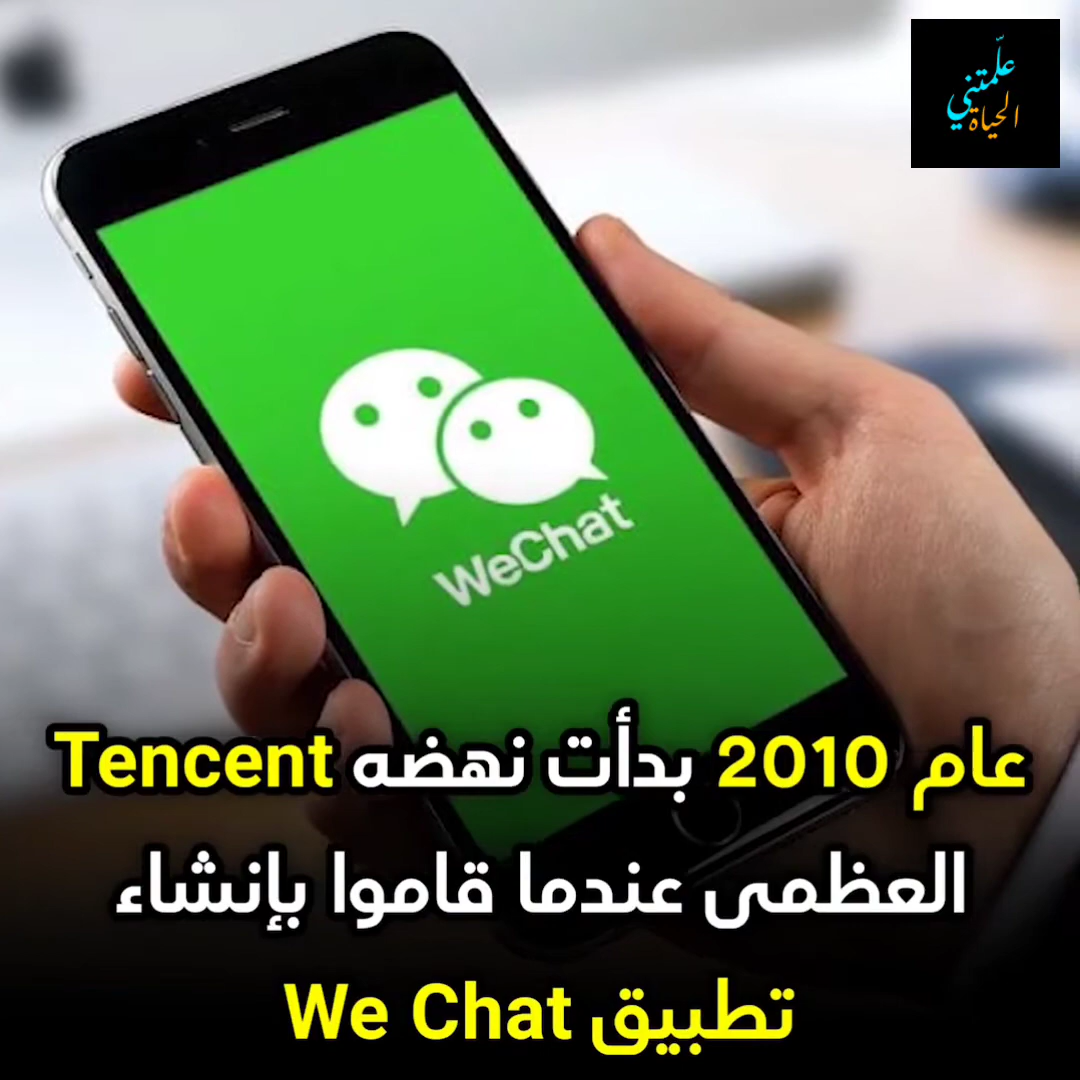 علّمتني
الحياة
WeChat
عام 2010 بدأت نهضه Tencent
العظمى عندما قاموا بإنشاء
تطبيق We Chat